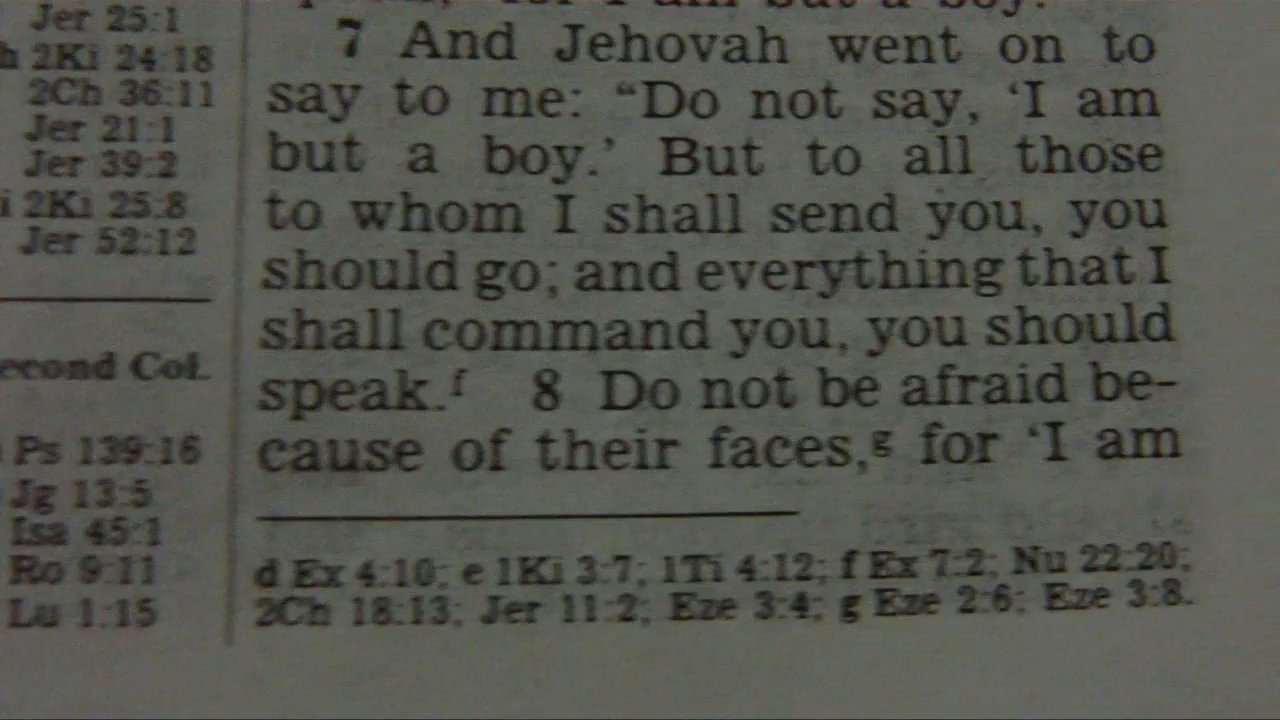 Jer 25:1
h 2Ki 24:18
2Ch 36:11
Jer 21:1
Jer 39:2
i 2Ki 25:8
Jer 52:12
econd Col.
Ps 139:16
Jg 13:5
Isa 45:1
Ro 9:11
Lu 1:15
for I am but a boy."
7 And Jehovah went on to
say to me: "Do not say, 'I am
but a boy.' But to all those
to whom I shall send you, you
should go; and everything that I
shall command you, you should
speak.f 8 Do not be afraid be-
cause of their faces,g for 'I am
d Ex 4:10; e 1Ki 3:7; 1Ti 4:12; f Ex 7:2; Nu 22:20;
2Ch 18:13; Jer 11:2; Eze 3:4; g Eze 2:6; Eze 3:8.